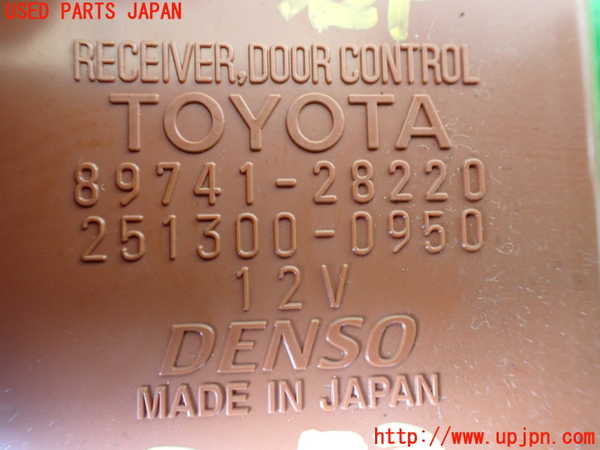 USED PARTS JAPAN
RECEIVER,DOOR CONTROL
TOYOTA
89741-28220
251300-0950
12V
DENSO
MADE IN JAPAN
http://www.upjpn.com/